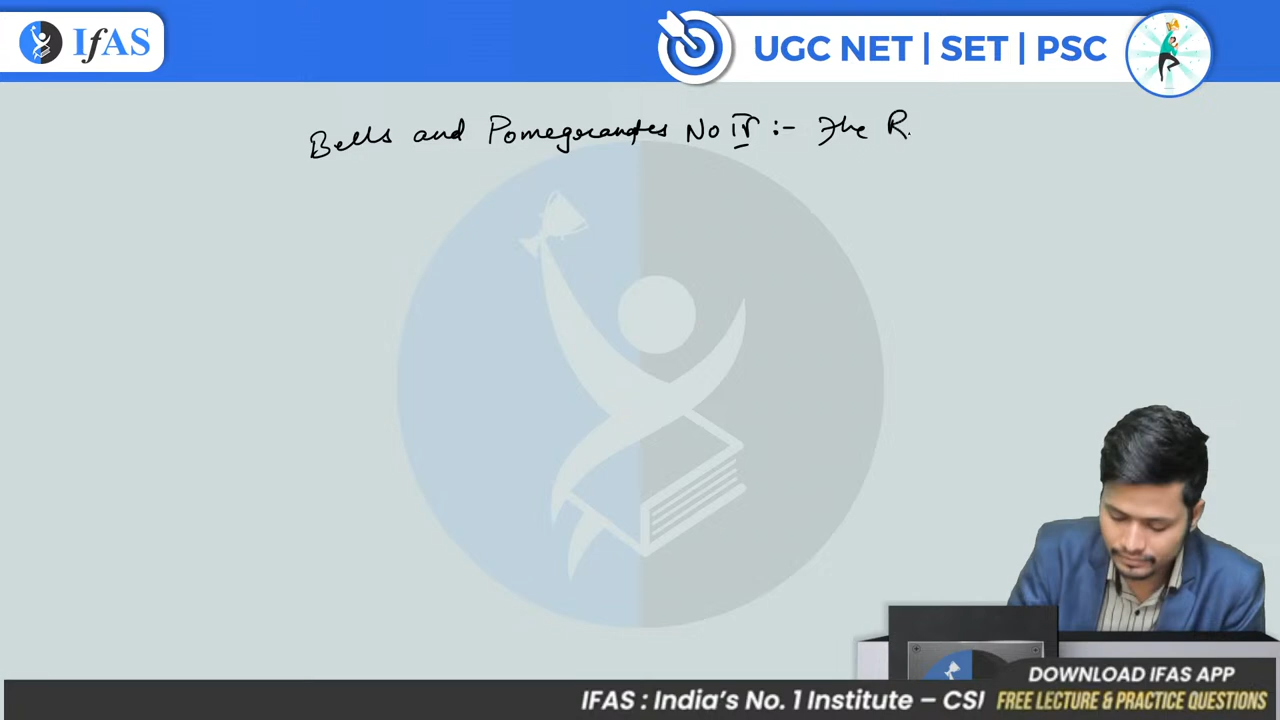 IfAS
UGC NET | SET | PSC
Bells and Pomegranates No IV :- The R.
DOWNLOAD IFAS APP
IFAS : India's No. 1 Institute – CSI
FREE LECTURE & PRACTICE QUESTIONS